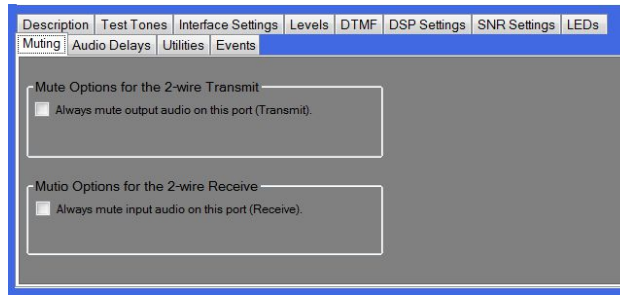 Description Test Tones Interface Settings Levels DTMF DSP Settings SNR Settings LEDs
Muting Audio Delays Utilities Events
Mute Options for the 2-wire Transmit
Always mute output audio on this port (Transmit).
Mutio Options for the 2-wire Receive
Always mute input audio on this port (Receive).